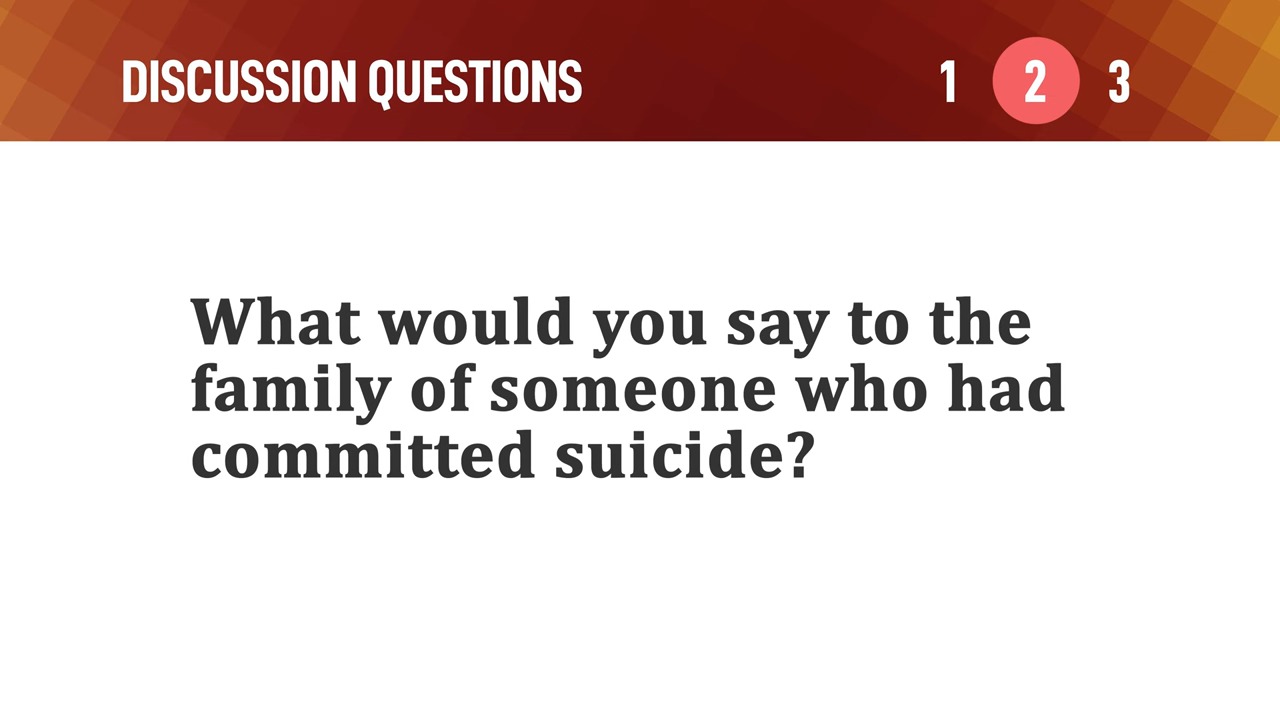 DISCUSSION QUESTIONS 1 2 3
What would you say to the
family of someone who had
committed suicide?